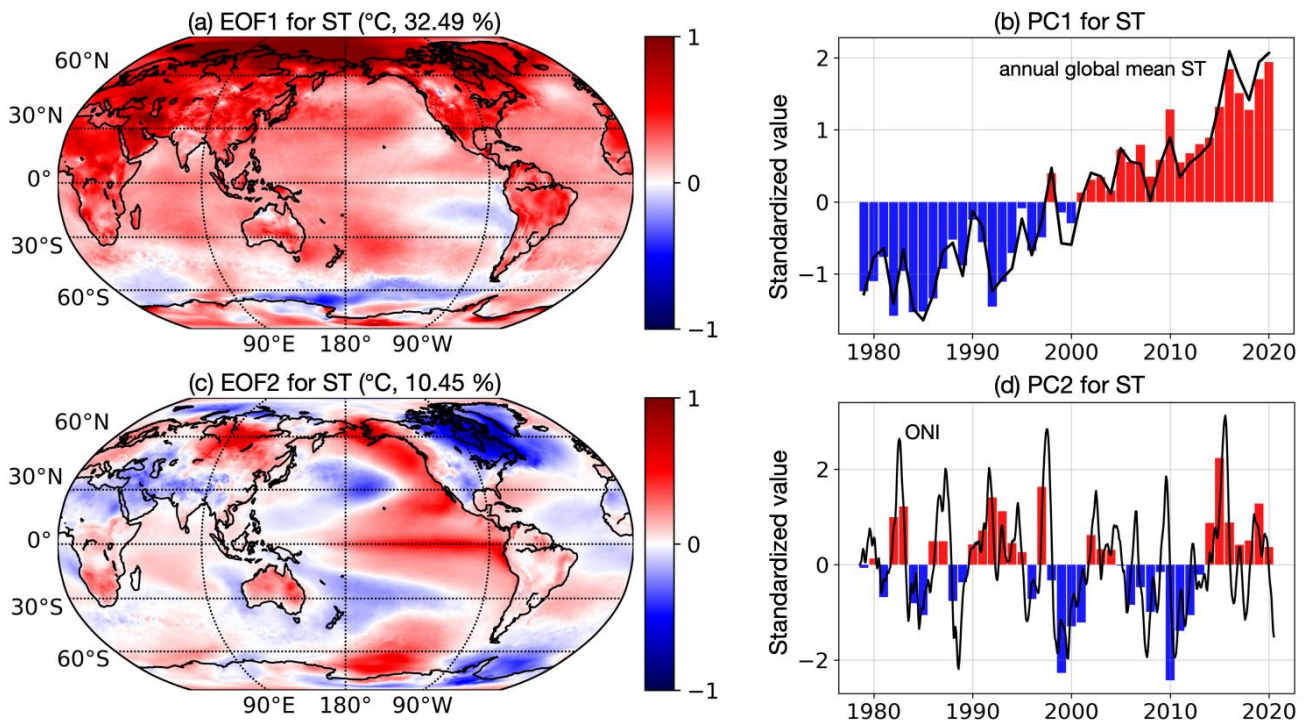 (a) EOF1 for ST (°C, 32.49 %)
60°N
30°N
0°
30°S
60°S
90°E 180° 90°W
1
0
−1
(b) PC1 for ST
annual global mean ST
Standardized value
2
1
0
−1
1980 1990 2000 2010 2020
(c) EOF2 for ST (°C, 10.45 %)
60°N
30°N
0°
30°S
60°S
90°E 180° 90°W
1
0
−1
(d) PC2 for ST
ONI
Standardized value
2
0
−2
1980 1990 2000 2010 2020